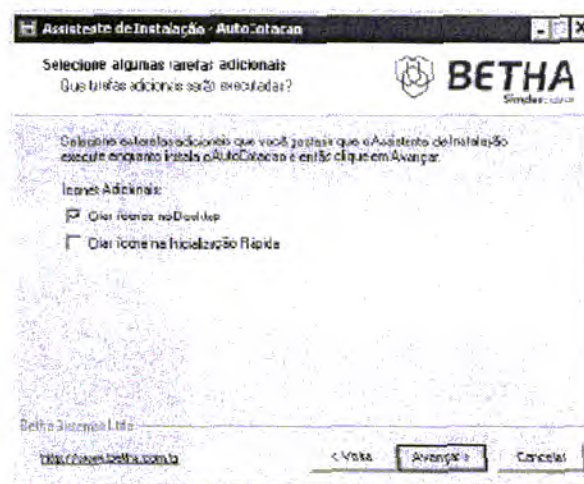 Assistente de Instalação - AutoCotacao
Selecione algumas tarefas adicionais
Que tarefas adicionais serão executadas?
BETHA
Selecione as tarefas adicionais que você gostaria que o Assistente de Instalação
execute enquanto instala o AutoCotacao e então clique em Avançar.
Ícones Adicionais:
Criar ícones no Desktop
Criar ícone na Inicialização Rápida
Betha Sistemas Ltda
http://www.betha.com.br
< Volta
Avançar >
Cancelar